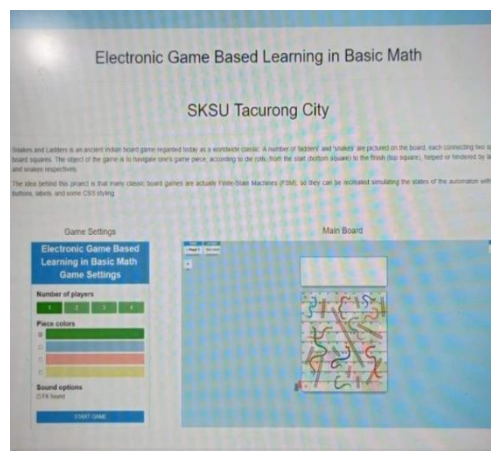 Electronic Game Based Learning in Basic Math
SKSU Tacurong City
Snakes and Ladders is an ancient Indian board game regarded today as a worldwide classic. A number of "ladders" and "snakes" are pictured on the board, each connecting two
board squares. The object of the game is to navigate one's game piece, according to die rolls, from the start (bottom square) to the finish (top square), helped or hindered by
and snakes respectively.
The idea behind this project is that many classic board games are actually Finite-State Machines (FSM), so they can be recreated simulating the states of the automaton with
buttons, labels, and some CSS styling.
Game Settings
Main Board
Electronic Game Based
Learning in Basic Math
Game Settings
Number of players
1 2 3 4
Piece colors
Sound options
FX Sound
START GAME